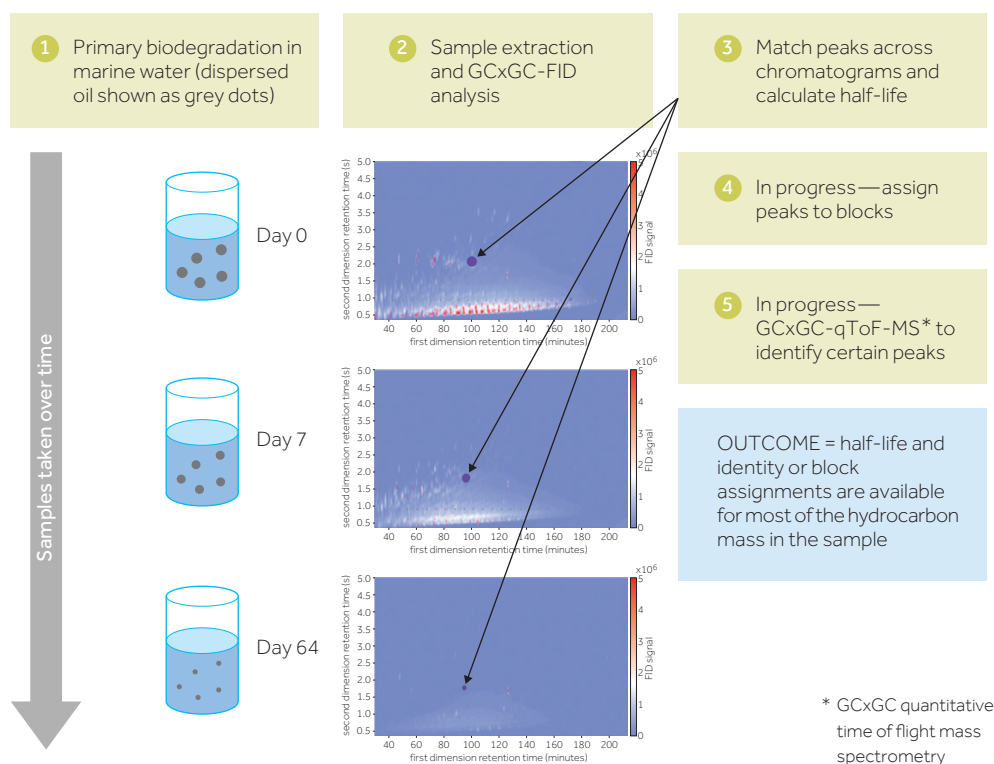 1 Primary biodegradation in
marine water (dispersed
oil shown as grey dots)
2 Sample extraction
and GCxGC-FID
analysis
3 Match peaks across
chromatograms and
calculate half-life
4 In progress—assign
peaks to blocks
5 In progress—
GCxGC-qToF-MS* to
identify certain peaks
OUTCOME = half-life and
identity or block
assignments are available
for most of the hydrocarbon
mass in the sample
* GCxGC quantitative
time of flight mass
spectrometry
Samples taken over time
Day 0
second dimension retention time (s)
5.0
4.5
4.0
3.5
3.0
2.5
2.0
1.5
1.0
0.5
40 60 80 100 120 140 160 180 200
first dimension retention time (minutes)
x10⁶
5
4
3
2
1
0
FID signal
Day 7
second dimension retention time (s)
5.0
4.5
4.0
3.5
3.0
2.5
2.0
1.5
1.0
0.5
40 60 80 100 120 140 160 180 200
first dimension retention time (minutes)
x10⁶
5
4
3
2
1
0
FID signal
Day 64
second dimension retention time (s)
5.0
4.5
4.0
3.5
3.0
2.5
2.0
1.5
1.0
0.5
40 60 80 100 120 140 160 180 200
first dimension retention time (minutes)
x10⁶
5
4
3
2
1
0
FID signal